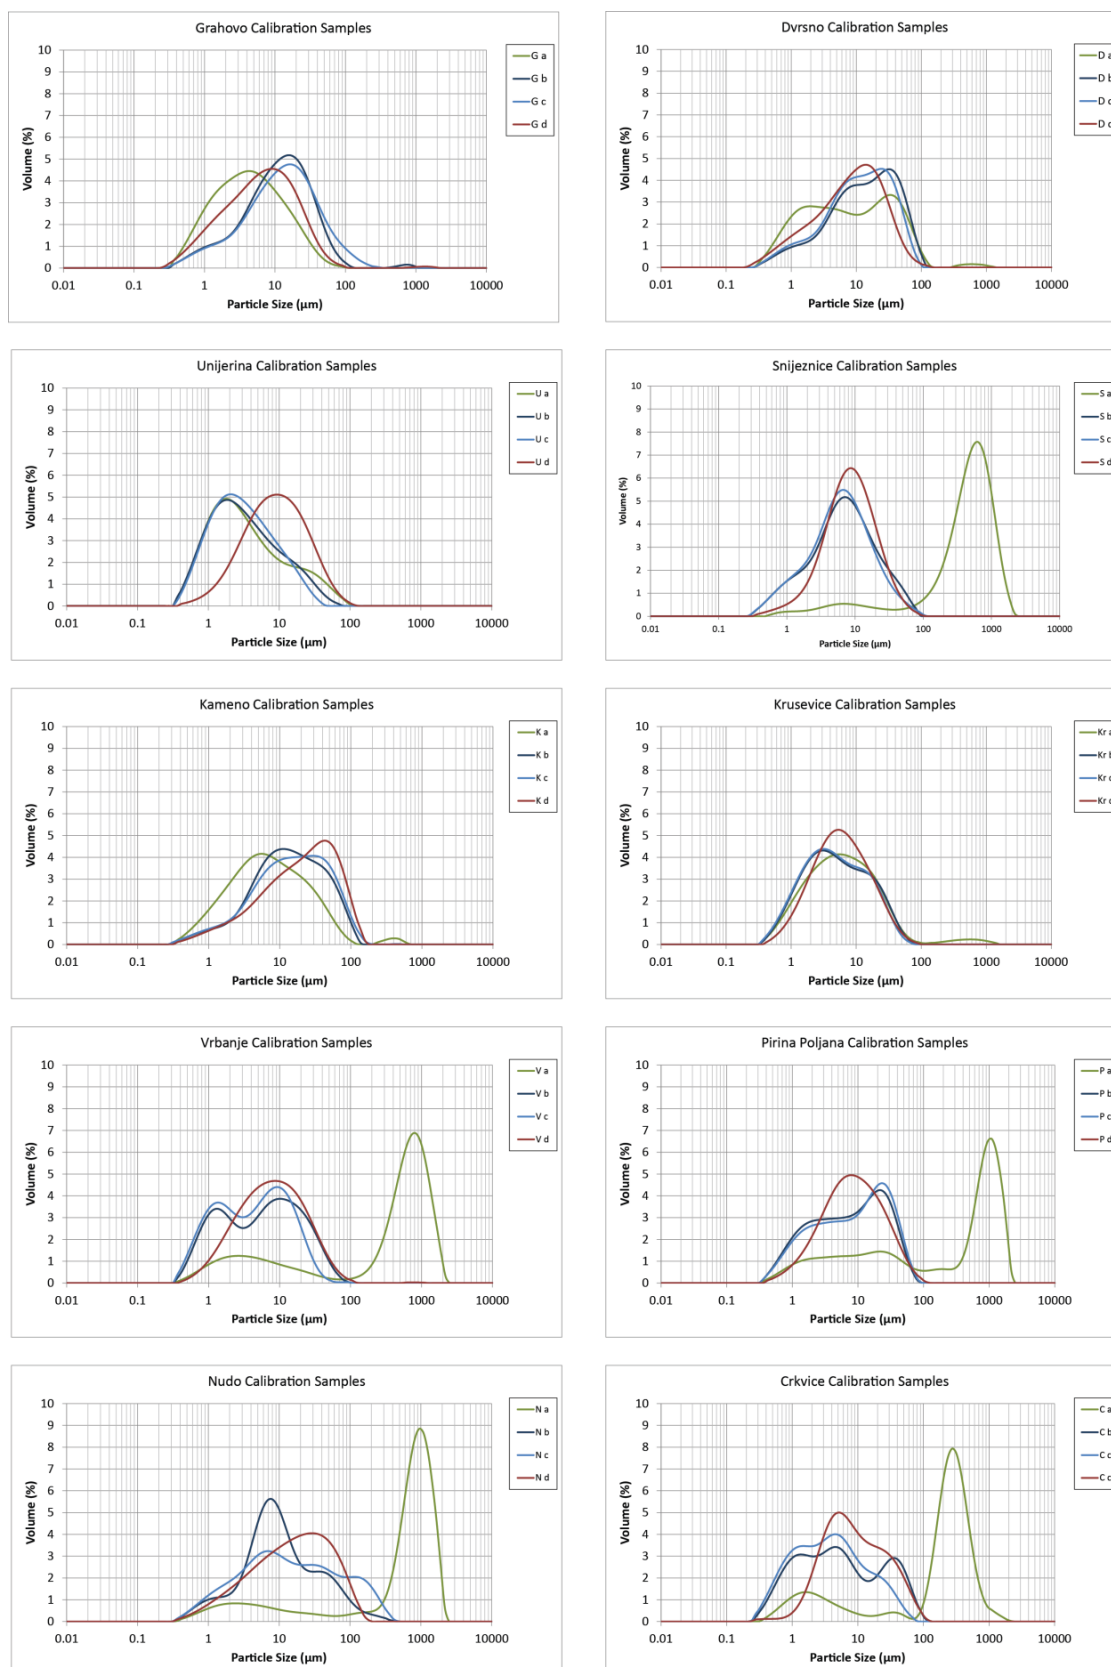 Grahovo Calibration Samples
10
9
8
7
6
5
4
3
2
1
0
Volume (%)
0.01 0.1 1 10 100 1000 10000
Particle Size (µm)
G a
G b
G c
G d
Dvrsno Calibration Samples
10
9
8
7
6
5
4
3
2
1
0
Volume (%)
0.01 0.1 1 10 100 1000 10000
Particle Size (µm)
D a
D b
D c
D d
Unijerina Calibration Samples
10
9
8
7
6
5
4
3
2
1
0
Volume (%)
0.01 0.1 1 10 100 1000 10000
Particle Size (µm)
U a
U b
U c
U d
Snijeznice Calibration Samples
10
9
8
7
6
5
4
3
2
1
0
Volume (%)
0.01 0.1 1 10 100 1000 10000
Particle Size (µm)
S a
S b
S c
S d
Kameno Calibration Samples
10
9
8
7
6
5
4
3
2
1
0
Volume (%)
0.01 0.1 1 10 100 1000 10000
Particle Size (µm)
K a
K b
K c
K d
Krusevice Calibration Samples
10
9
8
7
6
5
4
3
2
1
0
Volume (%)
0.01 0.1 1 10 100 1000 10000
Particle Size (µm)
Kr a
Kr b
Kr c
Kr d
Vrbanje Calibration Samples
10
9
8
7
6
5
4
3
2
1
0
Volume (%)
0.01 0.1 1 10 100 1000 10000
Particle Size (µm)
V a
V b
V c
V d
Pirina Poljana Calibration Samples
10
9
8
7
6
5
4
3
2
1
0
Volume (%)
0.01 0.1 1 10 100 1000 10000
Particle Size (µm)
P a
P b
P c
P d
Nudo Calibration Samples
10
9
8
7
6
5
4
3
2
1
0
Volume (%)
0.01 0.1 1 10 100 1000 10000
Particle Size (µm)
N a
N b
N c
N d
Crkvice Calibration Samples
10
9
8
7
6
5
4
3
2
1
0
Volume (%)
0.01 0.1 1 10 100 1000 10000
Particle Size (µm)
C a
C b
C c
C d